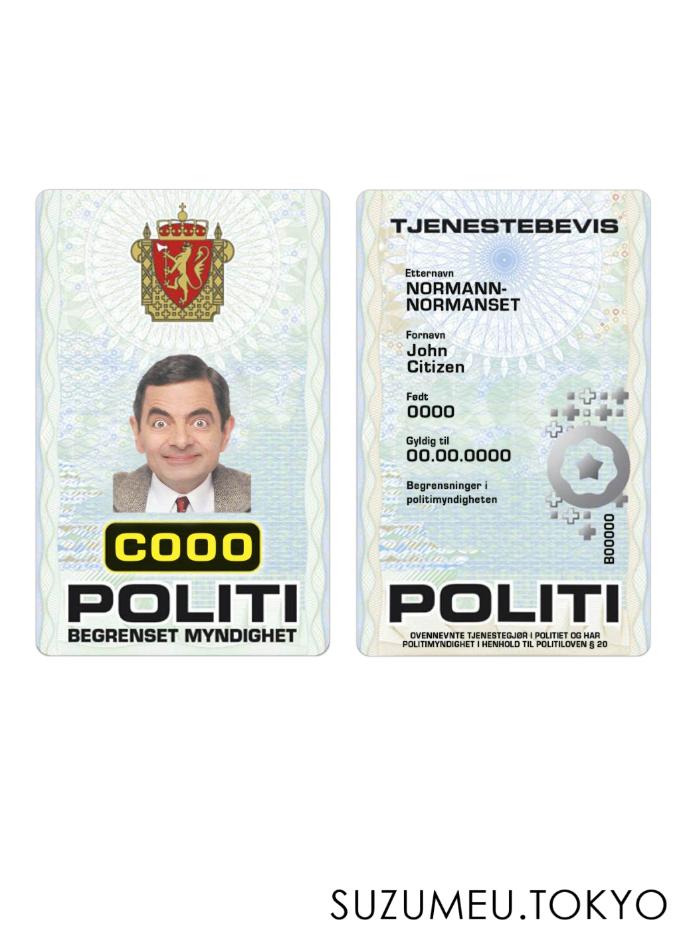 COOO
POLITI
BEGRENSET MYNDIGHET
TJENESTEBEVIS
Etternavn
NORMANN-
NORMANSET
Fornavn
John
Citizen
Født
0000
Gyldig til
00.00.0000
Begrensninger i
politimyndigheten
B00000
POLITI
OVENNEVNTE TJENESTEGJØR I POLITIET OG HAR
POLITIMYNDIGHET I HENHOLD TIL POLITILOVEN § 20
SUZUMEU.TOKYO